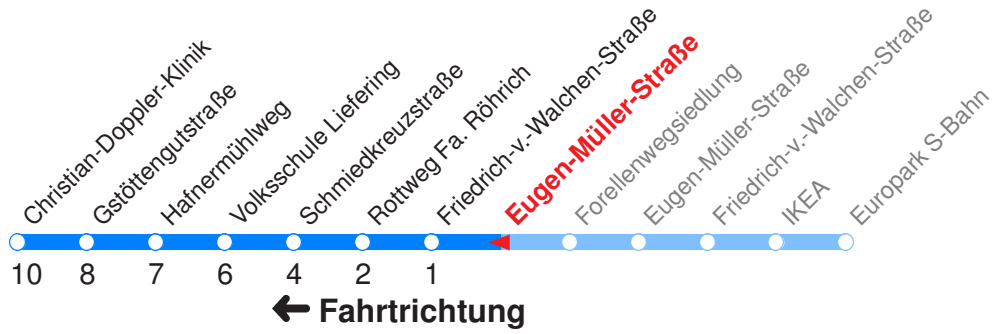 Christian-Doppler-Klinik
Gstöttengutstraße
Hafnermühlweg
Volksschule Liefering
Schmiedkreuzstraße
Rottweg Fa. Röhrich
Friedrich-v.-Walchen-Straße
Eugen-Müller-Straße
Forellenwegsiedlung
Eugen-Müller-Straße
Friedrich-v.-Walchen-Straße
IKEA
Europark S-Bahn
10 8 7 6 4 2 1
← Fahrtrichtung